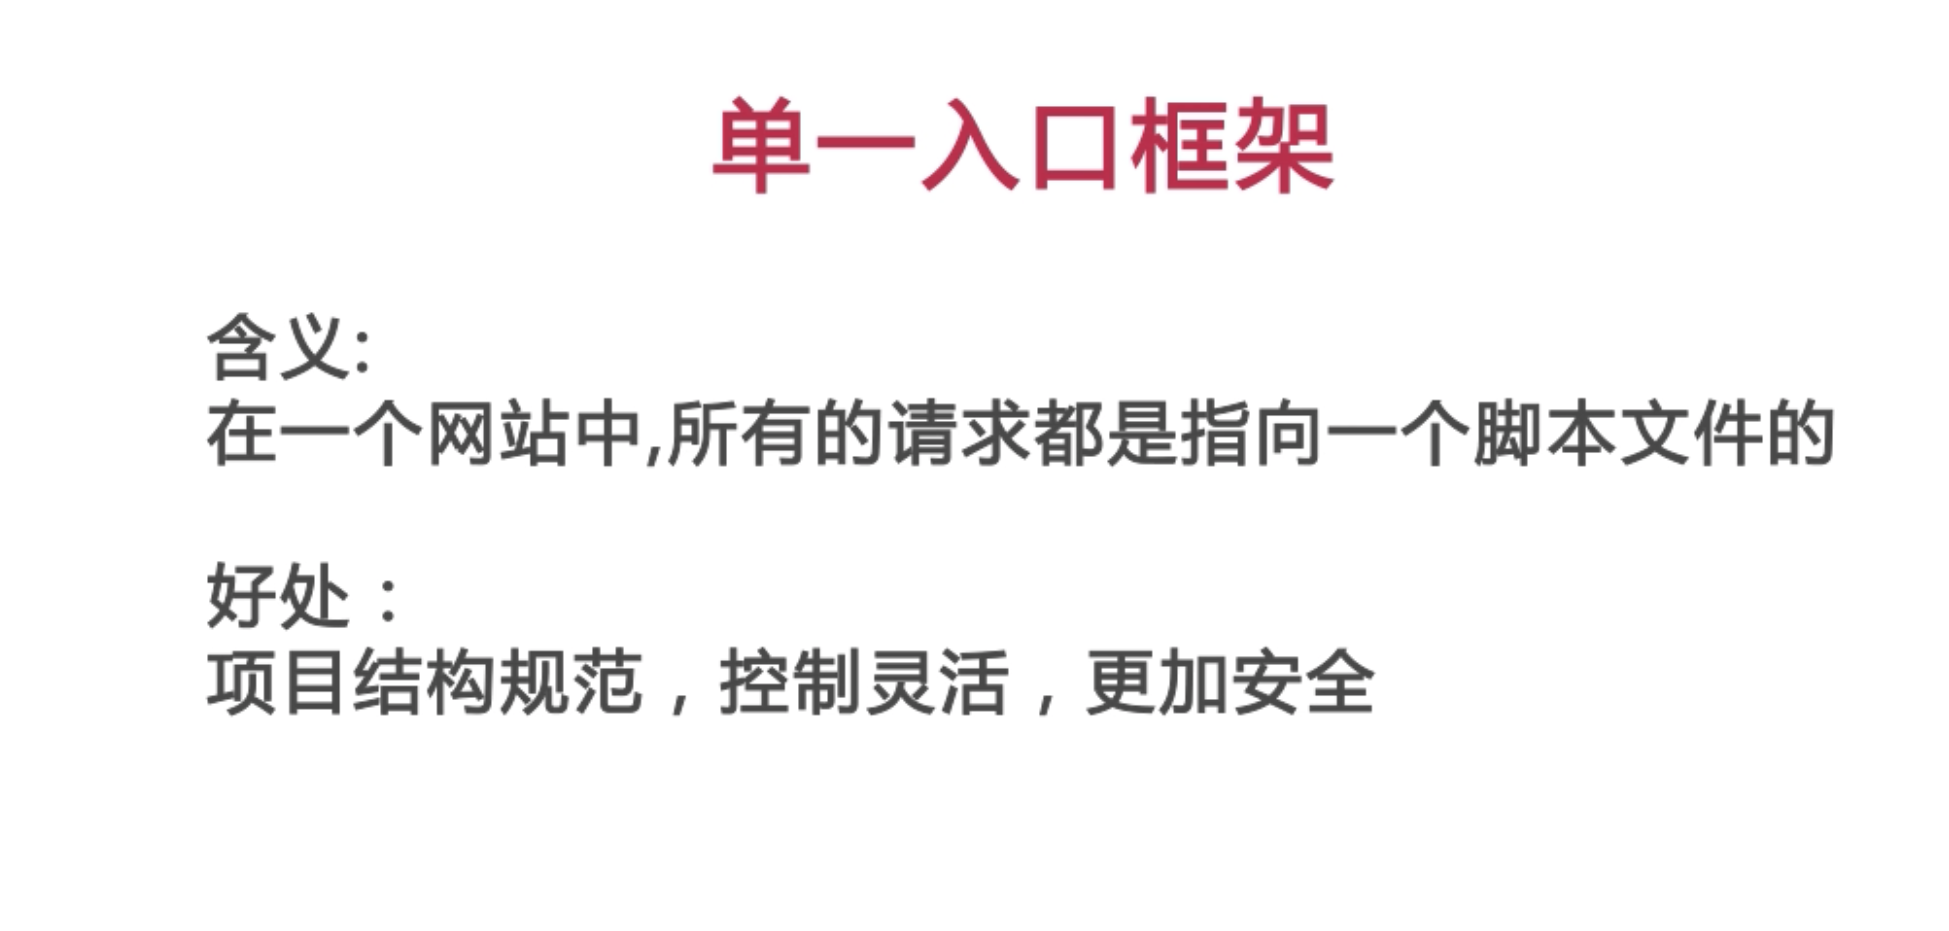 单一入口框架
含义:
在一个网站中,所有的请求都是指向一个脚本文件的
好处：
项目结构规范，控制灵活，更加安全